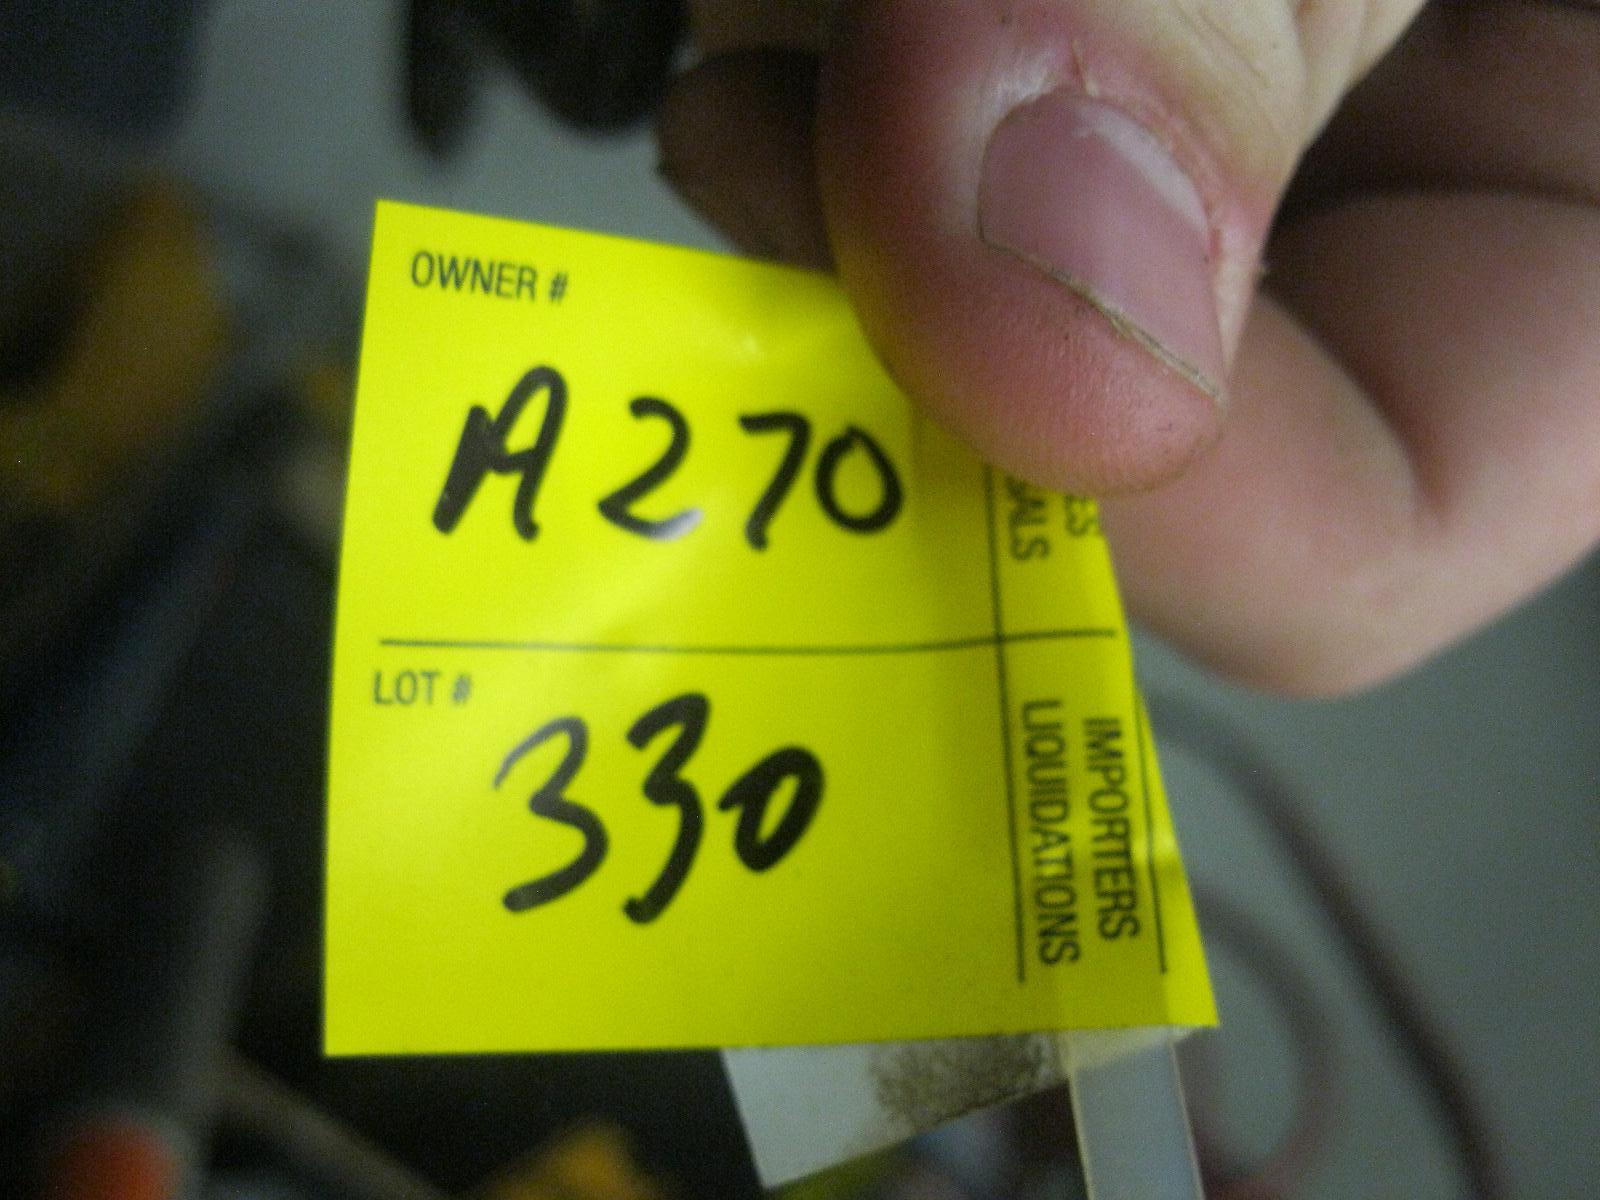 OWNER #
A270
LOT #
330
IMPORTERS
LIQUIDATIONS